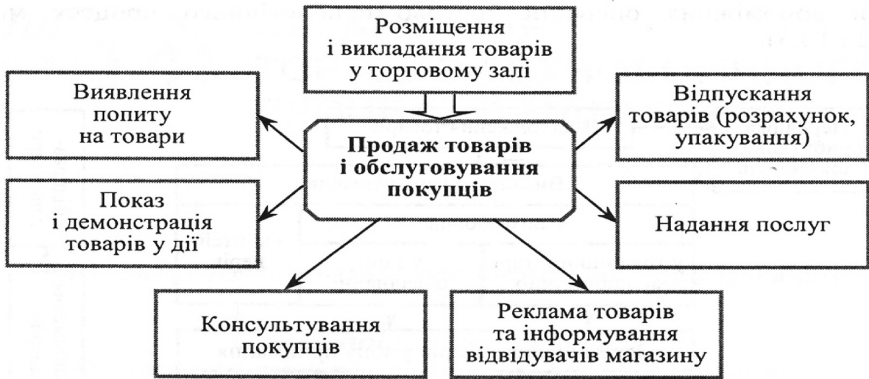 Розміщення
і викладання товарів
у торговому залі
Виявлення
попиту
на товари
Відпускання
товарів (розрахунок,
упакування)
Продаж товарів
і обслуговування
покупців
Показ
і демонстрація
товарів у дії
Надання послуг
Консультування
покупців
Реклама товарів
та інформування
відвідувачів магазину